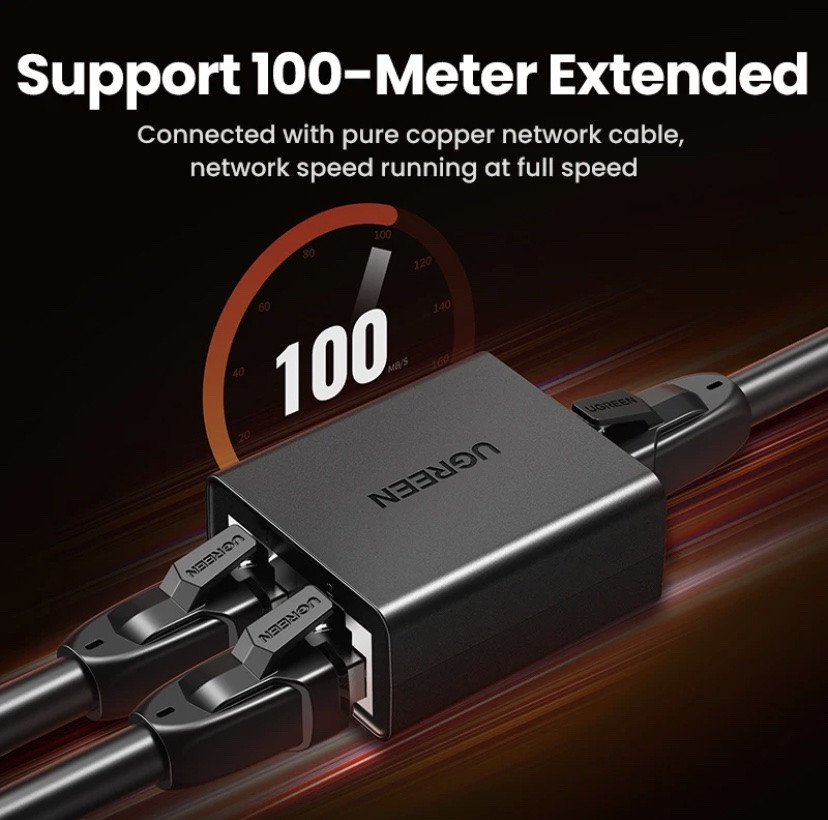 Support 100-Meter Extended
Connected with pure copper network cable,
network speed running at full speed
100
80
120
60
140
100
MB/S
160
40
20
UGREEN
UGREEN
UGREEN
UGREEN